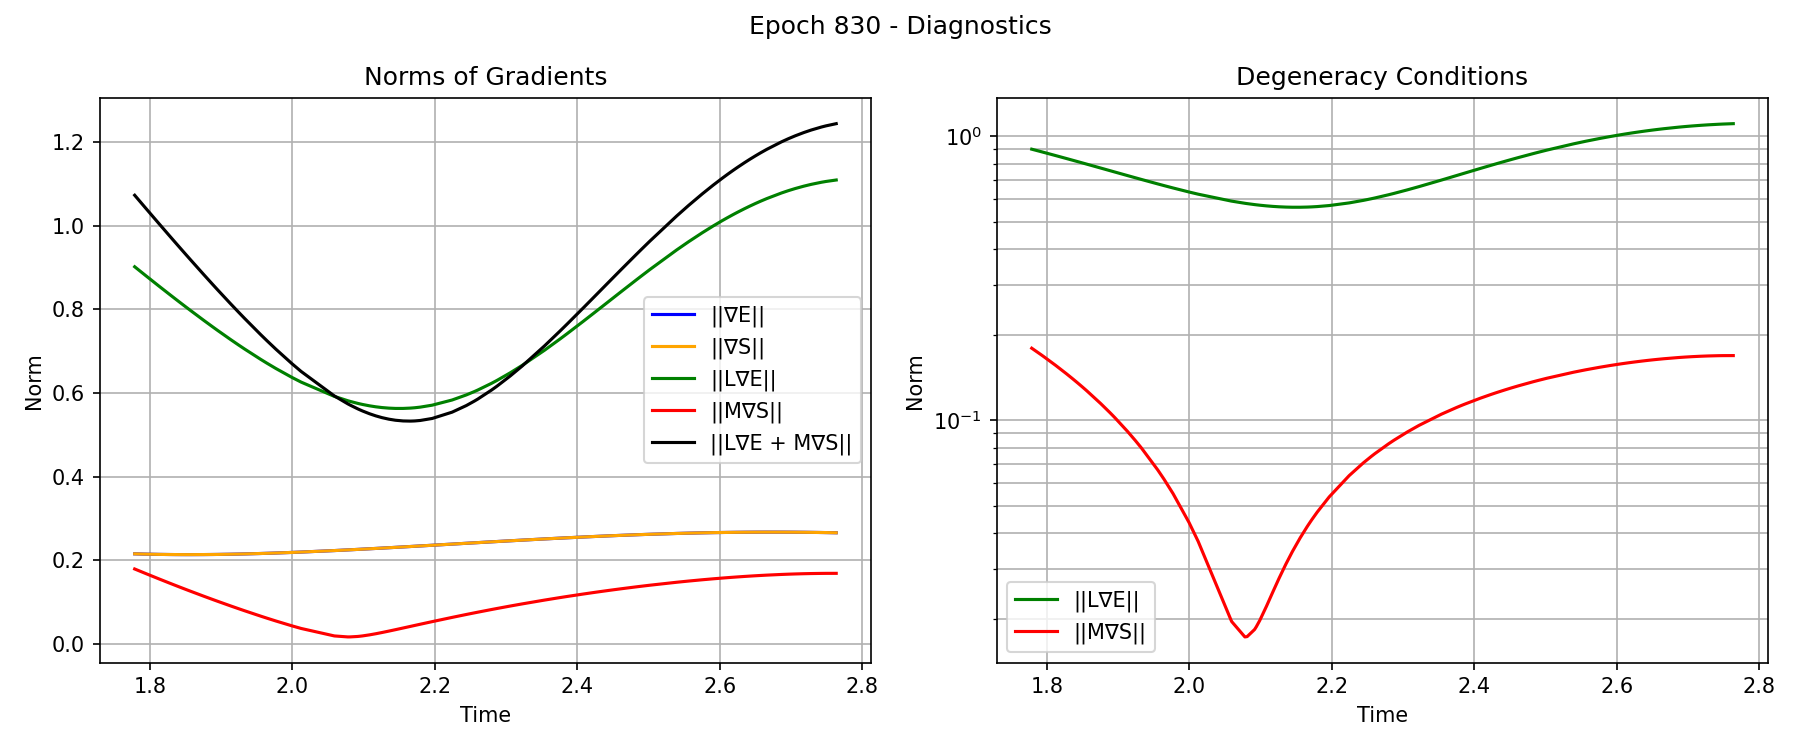 Epoch 830 - Diagnostics
Norms of Gradients
Norm
1.2
1.0
0.8
0.6
0.4
0.2
0.0
||∇E||
||∇S||
||L∇E||
||M∇S||
||L∇E + M∇S||
1.8
2.0
2.2
2.4
2.6
2.8
Time
Degeneracy Conditions
Norm
10⁰
10⁻¹
||L∇E||
||M∇S||
1.8
2.0
2.2
2.4
2.6
2.8
Time